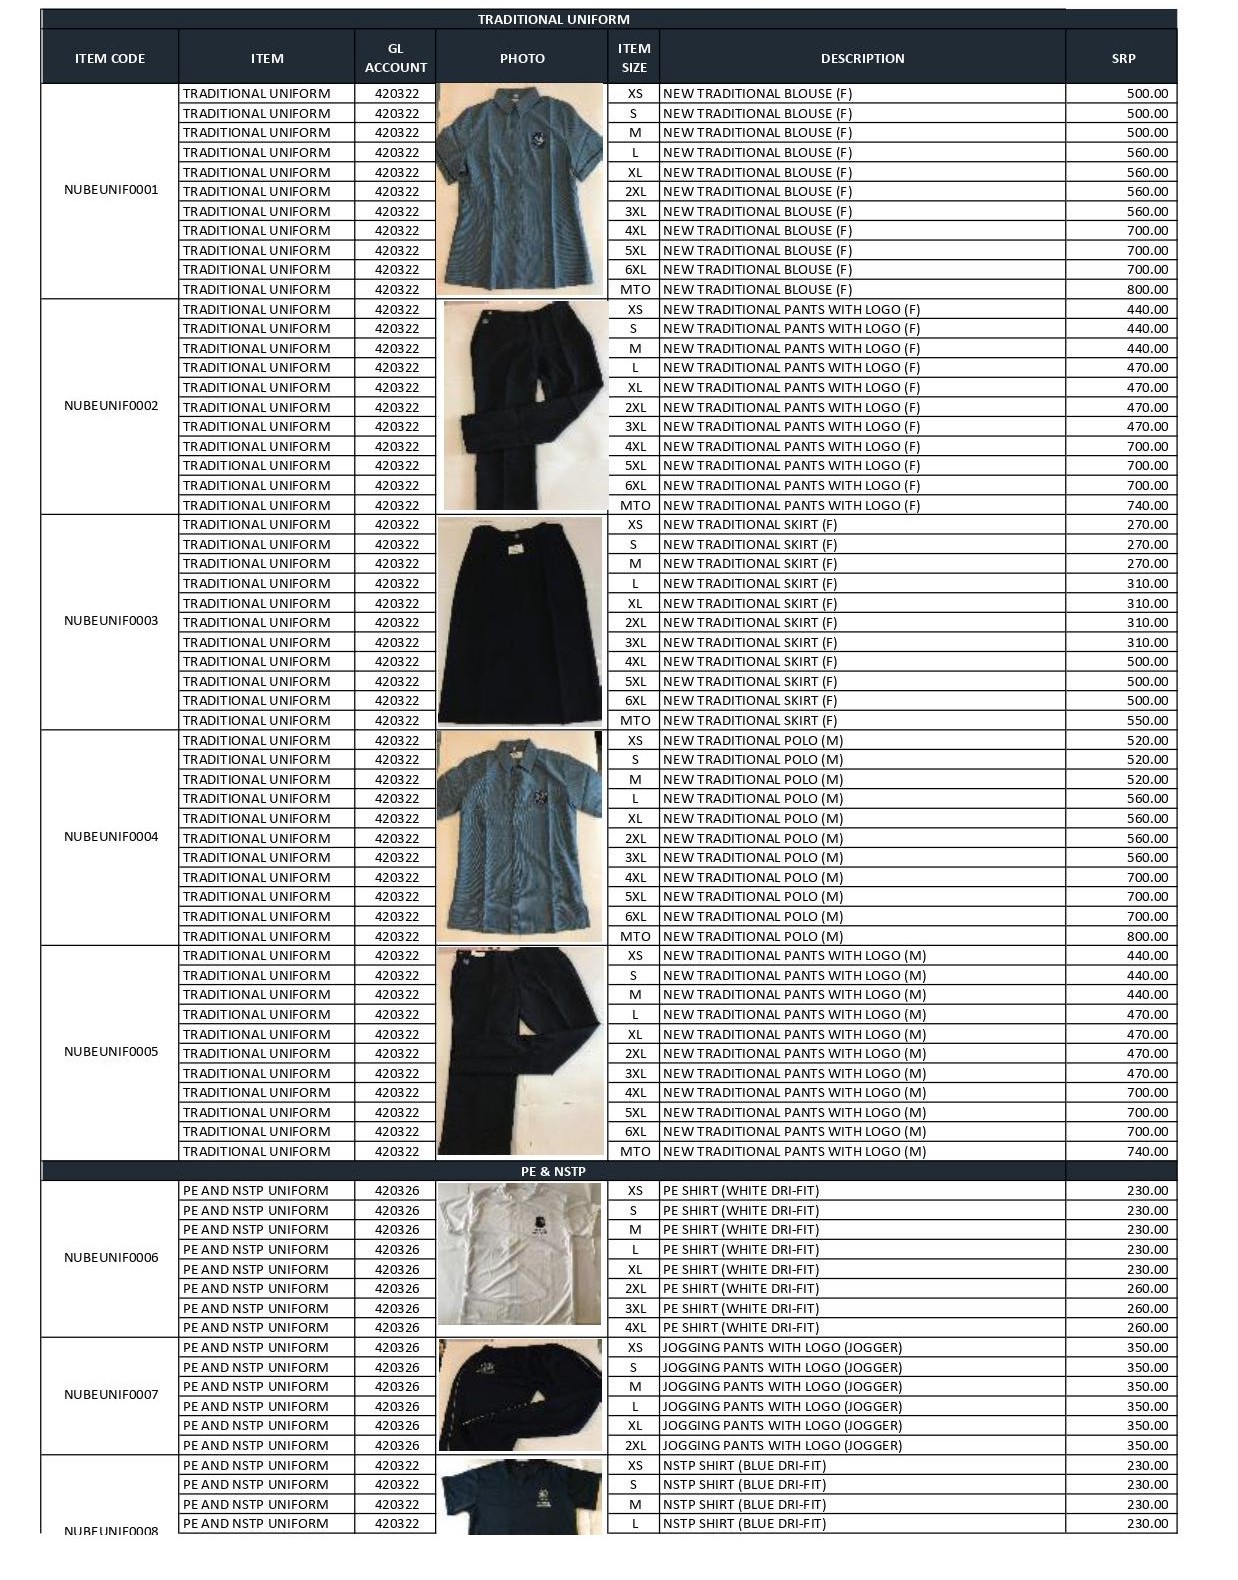 TRADITIONAL UNIFORM
ITEM CODE ITEM GL ACCOUNT PHOTO ITEM SIZE DESCRIPTION SRP
TRADITIONAL UNIFORM 420322 XS NEW TRADITIONAL BLOUSE (F) 500.00
TRADITIONAL UNIFORM 420322 S NEW TRADITIONAL BLOUSE (F) 500.00
TRADITIONAL UNIFORM 420322 M NEW TRADITIONAL BLOUSE (F) 500.00
TRADITIONAL UNIFORM 420322 L NEW TRADITIONAL BLOUSE (F) 560.00
TRADITIONAL UNIFORM 420322 XL NEW TRADITIONAL BLOUSE (F) 560.00
NUBEUNIF0001 TRADITIONAL UNIFORM 420322 2XL NEW TRADITIONAL BLOUSE (F) 560.00
TRADITIONAL UNIFORM 420322 3XL NEW TRADITIONAL BLOUSE (F) 560.00
TRADITIONAL UNIFORM 420322 4XL NEW TRADITIONAL BLOUSE (F) 700.00
TRADITIONAL UNIFORM 420322 5XL NEW TRADITIONAL BLOUSE (F) 700.00
TRADITIONAL UNIFORM 420322 6XL NEW TRADITIONAL BLOUSE (F) 700.00
TRADITIONAL UNIFORM 420322 MTO NEW TRADITIONAL BLOUSE (F) 800.00
TRADITIONAL UNIFORM 420322 XS NEW TRADITIONAL PANTS WITH LOGO (F) 440.00
TRADITIONAL UNIFORM 420322 S NEW TRADITIONAL PANTS WITH LOGO (F) 440.00
TRADITIONAL UNIFORM 420322 M NEW TRADITIONAL PANTS WITH LOGO (F) 440.00
TRADITIONAL UNIFORM 420322 L NEW TRADITIONAL PANTS WITH LOGO (F) 470.00
TRADITIONAL UNIFORM 420322 XL NEW TRADITIONAL PANTS WITH LOGO (F) 470.00
NUBEUNIF0002 TRADITIONAL UNIFORM 420322 2XL NEW TRADITIONAL PANTS WITH LOGO (F) 470.00
TRADITIONAL UNIFORM 420322 3XL NEW TRADITIONAL PANTS WITH LOGO (F) 470.00
TRADITIONAL UNIFORM 420322 4XL NEW TRADITIONAL PANTS WITH LOGO (F) 700.00
TRADITIONAL UNIFORM 420322 5XL NEW TRADITIONAL PANTS WITH LOGO (F) 700.00
TRADITIONAL UNIFORM 420322 6XL NEW TRADITIONAL PANTS WITH LOGO (F) 700.00
TRADITIONAL UNIFORM 420322 MTO NEW TRADITIONAL PANTS WITH LOGO (F) 740.00
TRADITIONAL UNIFORM 420322 XS NEW TRADITIONAL SKIRT (F) 270.00
TRADITIONAL UNIFORM 420322 S NEW TRADITIONAL SKIRT (F) 270.00
TRADITIONAL UNIFORM 420322 M NEW TRADITIONAL SKIRT (F) 270.00
TRADITIONAL UNIFORM 420322 L NEW TRADITIONAL SKIRT (F) 310.00
TRADITIONAL UNIFORM 420322 XL NEW TRADITIONAL SKIRT (F) 310.00
NUBEUNIF0003 TRADITIONAL UNIFORM 420322 2XL NEW TRADITIONAL SKIRT (F) 310.00
TRADITIONAL UNIFORM 420322 3XL NEW TRADITIONAL SKIRT (F) 310.00
TRADITIONAL UNIFORM 420322 4XL NEW TRADITIONAL SKIRT (F) 500.00
TRADITIONAL UNIFORM 420322 5XL NEW TRADITIONAL SKIRT (F) 500.00
TRADITIONAL UNIFORM 420322 6XL NEW TRADITIONAL SKIRT (F) 500.00
TRADITIONAL UNIFORM 420322 MTO NEW TRADITIONAL SKIRT (F) 550.00
TRADITIONAL UNIFORM 420322 XS NEW TRADITIONAL POLO (M) 520.00
TRADITIONAL UNIFORM 420322 S NEW TRADITIONAL POLO (M) 520.00
TRADITIONAL UNIFORM 420322 M NEW TRADITIONAL POLO (M) 520.00
TRADITIONAL UNIFORM 420322 L NEW TRADITIONAL POLO (M) 560.00
TRADITIONAL UNIFORM 420322 XL NEW TRADITIONAL POLO (M) 560.00
NUBEUNIF0004 TRADITIONAL UNIFORM 420322 2XL NEW TRADITIONAL POLO (M) 560.00
TRADITIONAL UNIFORM 420322 3XL NEW TRADITIONAL POLO (M) 560.00
TRADITIONAL UNIFORM 420322 4XL NEW TRADITIONAL POLO (M) 700.00
TRADITIONAL UNIFORM 420322 5XL NEW TRADITIONAL POLO (M) 700.00
TRADITIONAL UNIFORM 420322 6XL NEW TRADITIONAL POLO (M) 700.00
TRADITIONAL UNIFORM 420322 MTO NEW TRADITIONAL POLO (M) 800.00
TRADITIONAL UNIFORM 420322 XS NEW TRADITIONAL PANTS WITH LOGO (M) 440.00
TRADITIONAL UNIFORM 420322 S NEW TRADITIONAL PANTS WITH LOGO (M) 440.00
TRADITIONAL UNIFORM 420322 M NEW TRADITIONAL PANTS WITH LOGO (M) 440.00
TRADITIONAL UNIFORM 420322 L NEW TRADITIONAL PANTS WITH LOGO (M) 470.00
TRADITIONAL UNIFORM 420322 XL NEW TRADITIONAL PANTS WITH LOGO (M) 470.00
NUBEUNIF0005 TRADITIONAL UNIFORM 420322 2XL NEW TRADITIONAL PANTS WITH LOGO (M) 470.00
TRADITIONAL UNIFORM 420322 3XL NEW TRADITIONAL PANTS WITH LOGO (M) 470.00
TRADITIONAL UNIFORM 420322 4XL NEW TRADITIONAL PANTS WITH LOGO (M) 700.00
TRADITIONAL UNIFORM 420322 5XL NEW TRADITIONAL PANTS WITH LOGO (M) 700.00
TRADITIONAL UNIFORM 420322 6XL NEW TRADITIONAL PANTS WITH LOGO (M) 700.00
TRADITIONAL UNIFORM 420322 MTO NEW TRADITIONAL PANTS WITH LOGO (M) 740.00
PE & NSTP
PE AND NSTP UNIFORM 420326 XS PE SHIRT (WHITE DRI-FIT) 230.00
PE AND NSTP UNIFORM 420326 S PE SHIRT (WHITE DRI-FIT) 230.00
PE AND NSTP UNIFORM 420326 M PE SHIRT (WHITE DRI-FIT) 230.00
PE AND NSTP UNIFORM 420326 L PE SHIRT (WHITE DRI-FIT) 230.00
NUBEUNIF0006 PE AND NSTP UNIFORM 420326 XL PE SHIRT (WHITE DRI-FIT) 230.00
PE AND NSTP UNIFORM 420326 2XL PE SHIRT (WHITE DRI-FIT) 260.00
PE AND NSTP UNIFORM 420326 3XL PE SHIRT (WHITE DRI-FIT) 260.00
PE AND NSTP UNIFORM 420326 4XL PE SHIRT (WHITE DRI-FIT) 260.00
PE AND NSTP UNIFORM 420326 XS JOGGING PANTS WITH LOGO (JOGGER) 350.00
PE AND NSTP UNIFORM 420326 S JOGGING PANTS WITH LOGO (JOGGER) 350.00
NUBEUNIF0007 PE AND NSTP UNIFORM 420326 M JOGGING PANTS WITH LOGO (JOGGER) 350.00
PE AND NSTP UNIFORM 420326 L JOGGING PANTS WITH LOGO (JOGGER) 350.00
PE AND NSTP UNIFORM 420326 XL JOGGING PANTS WITH LOGO (JOGGER) 350.00
PE AND NSTP UNIFORM 420326 2XL JOGGING PANTS WITH LOGO (JOGGER) 350.00
PE AND NSTP UNIFORM 420322 XS NSTP SHIRT (BLUE DRI-FIT) 230.00
PE AND NSTP UNIFORM 420322 S NSTP SHIRT (BLUE DRI-FIT) 230.00
PE AND NSTP UNIFORM 420322 M NSTP SHIRT (BLUE DRI-FIT) 230.00
NUBEUNIF0008 PE AND NSTP UNIFORM 420322 L NSTP SHIRT (BLUE DRI-FIT) 230.00